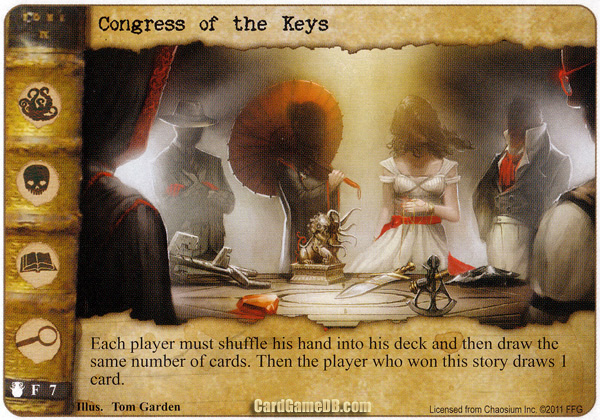 Congress of the Keys
Each player must shuffle his hand into his deck and then draw the
same number of cards. Then the player who won this story draws 1
card.
F 7
Illus. Tom Garden
CardGameDB.com
Licensed from Chaosium Inc. ©2011 FFG